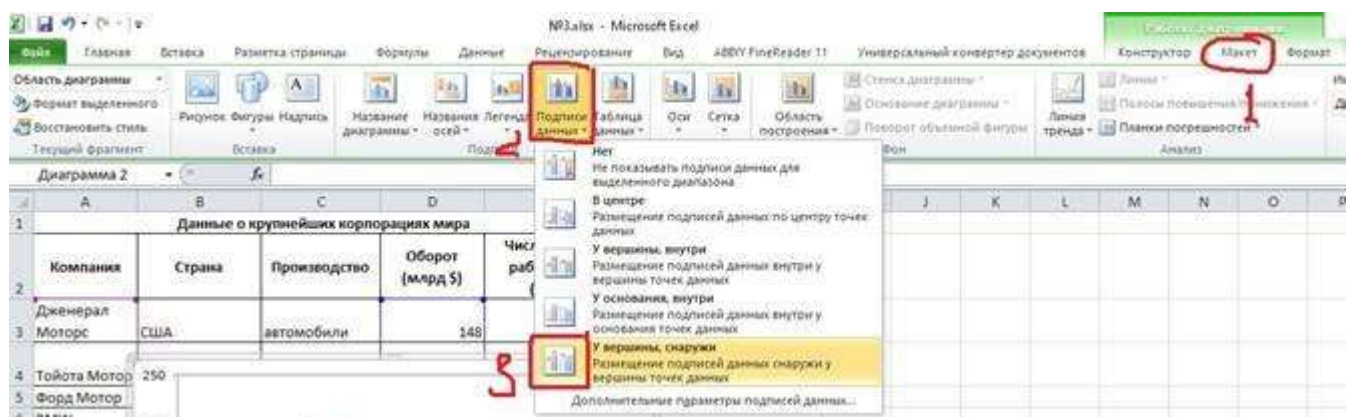 №3.xlsx - Microsoft Excel
Файл Главная Вставка Разметка страницы Формулы Данные Рецензирование Вид ABBYY FineReader 11 Универсальный конвертер документов Конструктор Макет Формат
Область диаграммы
Формат выделенного
Восстановить стиль
Текущий фрагмент
Рисунок Фигуры Надпись
Вставка
Название диаграммы
Названия осей
Легенда
Подписи данных
Таблица данных
Оси
Сетка
Область построения
Стенка диаграммы
Основание диаграммы
Поворот объемной фигуры
Фон
Линия тренда
Линии
Полосы повышения и понижения
Планки погрешностей
Анализ
1
2
Диаграмма 2
fx
Нет
Не показывать подписи данных для
выделенного диапазона
В центре
Размещение подписей данных по центру точек
данных
У вершины, внутри
Размещение подписей данных внутри у
вершины точек данных
У основания, внутри
Размещение подписей данных внутри у
основания точек данных
У вершины, снаружи
Размещение подписей данных снаружи у
вершины точек данных
Дополнительные параметры подписей данных...
3
A B C D J K L M N O P
1 Данные о крупнейших корпорациях мира
2 Компания Страна Производство Оборот (млрд $)
3 Дженерал Моторс США автомобили 148
4 Тойота Мотор 250
5 Форд Мотор